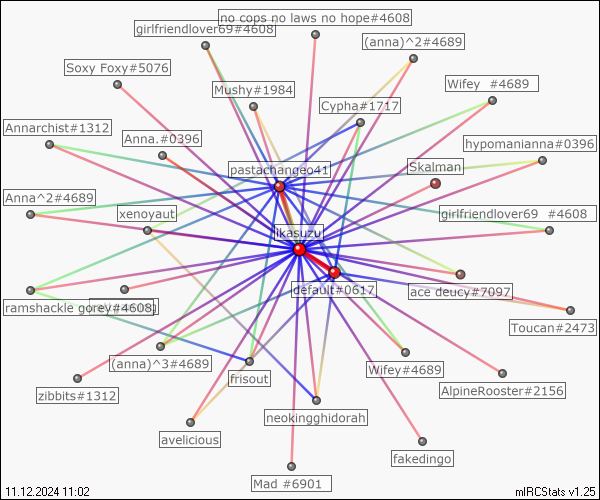 no cops no laws no hope#4608
girlfriendlover69#4608
(anna)^2#4689
Soxy Foxy#5076
Wifey #4689
Mushy#1984
Cypha#1717
Annarchist#1312
Anna.#0396
hypomanianna#0396
pastachangeo41
Skalman
Anna^2#4689
xenoyaut
girlfriendlover69 #4608
ikasuzu
default#0617
ace deucy#7097
ramshackle gorey#4608]
Toucan#2473
(anna)^3#4689
frisout
Wifey#4689
zibbits#1312
AlpineRooster#2156
neokingghidorah
avelicious
fakedingo
Mad #6901
11.12.2024 11:02
mIRCStats v1.25